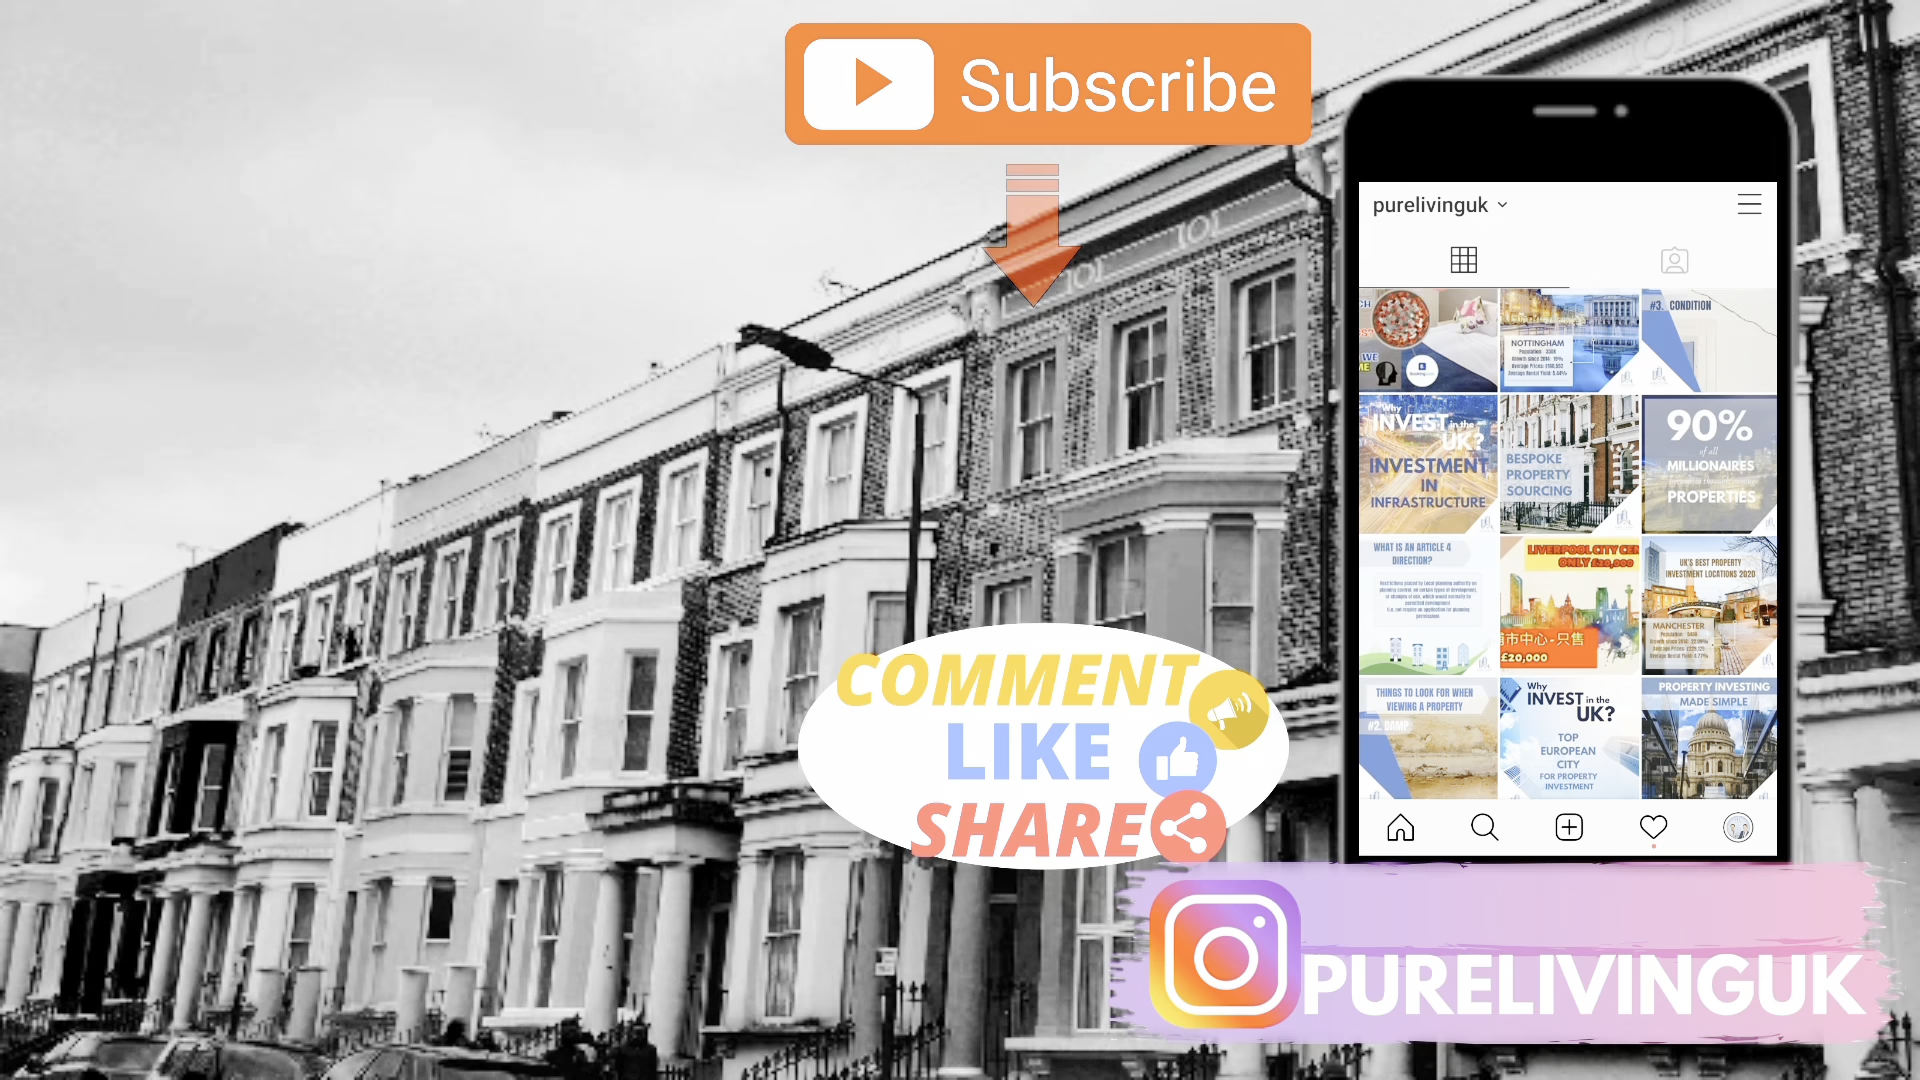 Subscribe
purelivinguk
#3. CONDITION
NOTTINGHAM
WE
Why
INVEST in the
UK?
INVESTMENT
IN
INFRASTRUCTURE
BESPOKE
PROPERTY
SOURCING
90%
of all
MILLIONAIRES
PROPERTIES
WHAT IS AN ARTICLE 4
DIRECTION?
LIVERPOOL CITY CEN
ONLY £20,000
市中心-只售
£20,000
UK'S BEST PROPERTY
INVESTMENT LOCATIONS 2020
MANCHESTER
THINGS TO LOOK FOR WHEN
VIEWING A PROPERTY
#2. DAMP
Why
INVEST in the
UK?
TOP
EUROPEAN
CITY
FOR PROPERTY
INVESTMENT
PROPERTY INVESTING
MADE SIMPLE
COMMENT
LIKE
SHARE
PURELIVINGUK